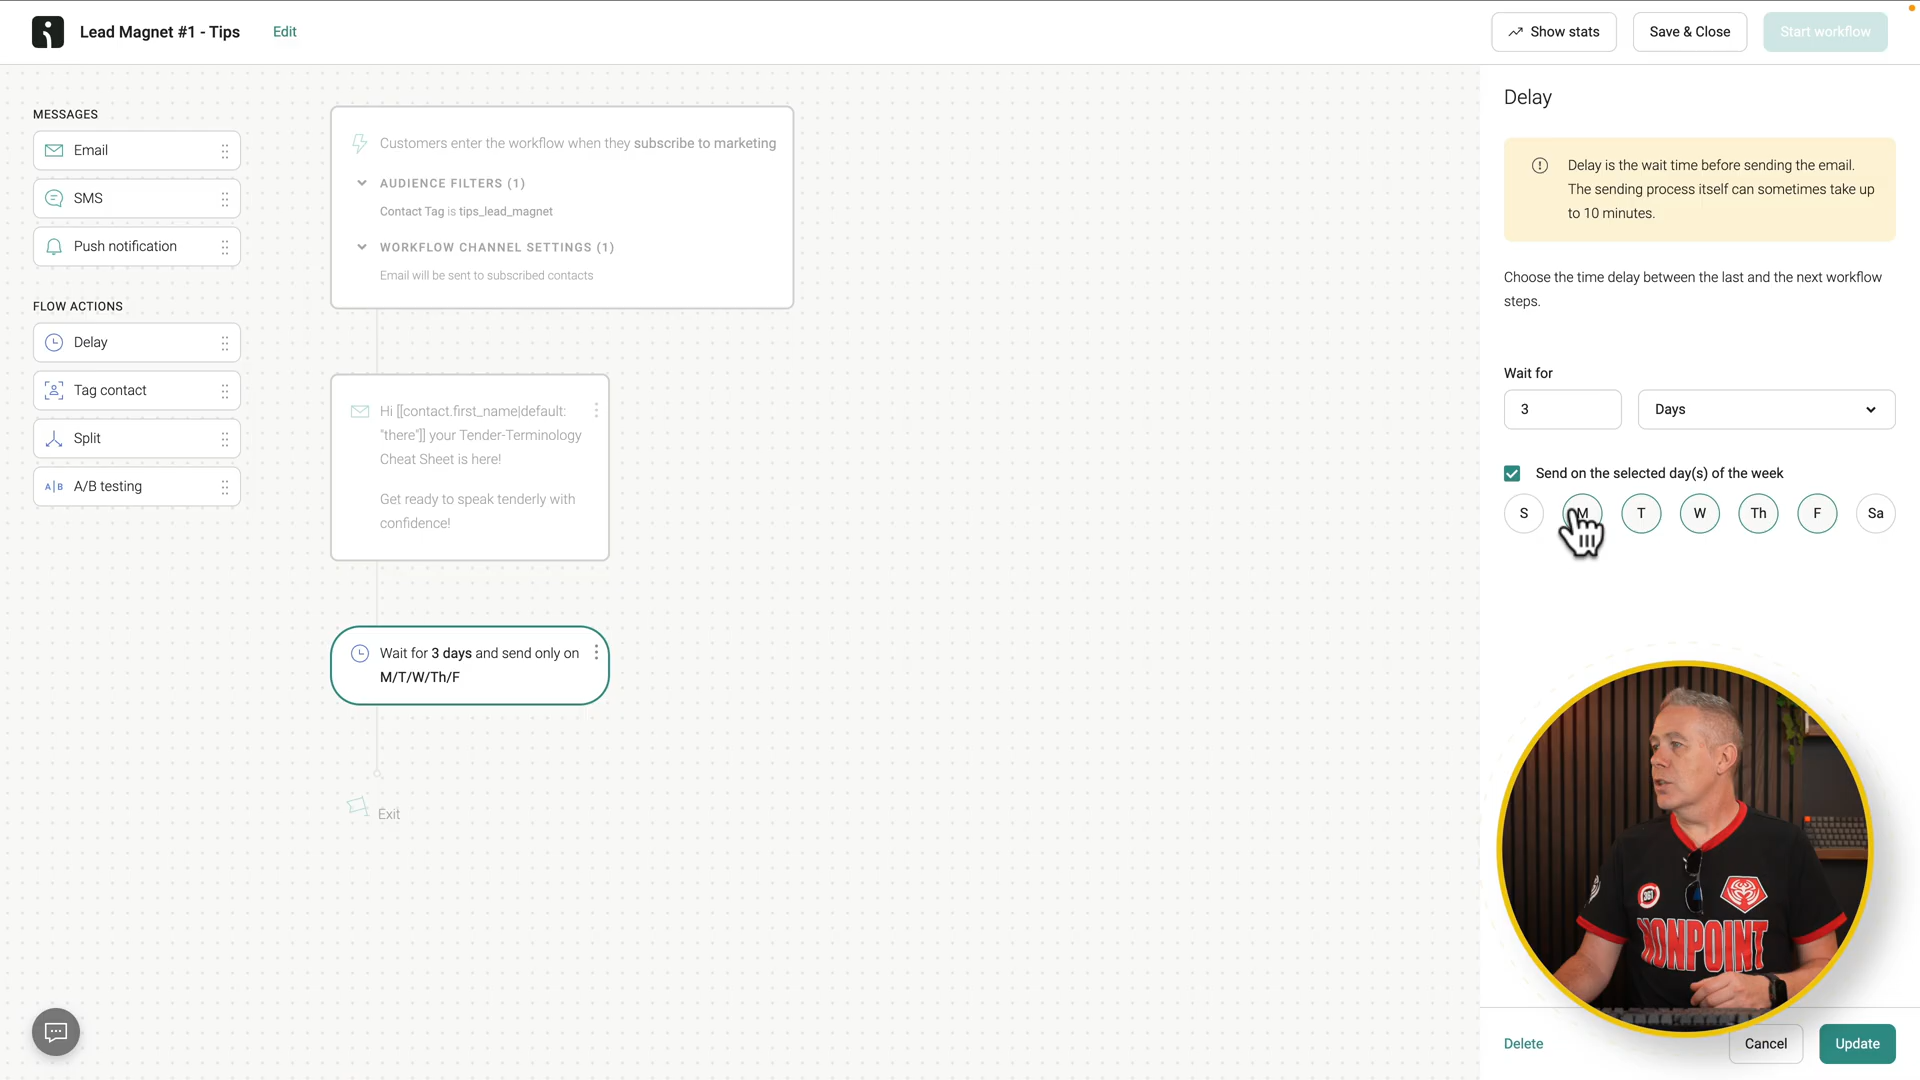 Lead Magnet #1 - Tips
Edit
Show stats
Save & Close
Start workflow
MESSAGES
Email
SMS
Push notification
FLOW ACTIONS
Delay
Tag contact
Split
A|B A/B testing
Customers enter the workflow when they subscribe to marketing
AUDIENCE FILTERS (1)
Contact Tag is tips_lead_magnet
WORKFLOW CHANNEL SETTINGS (1)
Email will be sent to subscribed contacts
Hi [[contact.first_name|default:
"there"]] your Tender-Terminology
Cheat Sheet is here!
Get ready to speak tenderly with
confidence!
Wait for 3 days and send only on
M/T/W/Th/F
Exit
Delay
Delay is the wait time before sending the email.
The sending process itself can sometimes take up
to 10 minutes.
Choose the time delay between the last and the next workflow
steps.
Wait for
3
Days
Send on the selected day(s) of the week
S M T W Th F Sa
NONPOINT
Delete
Cancel
Update